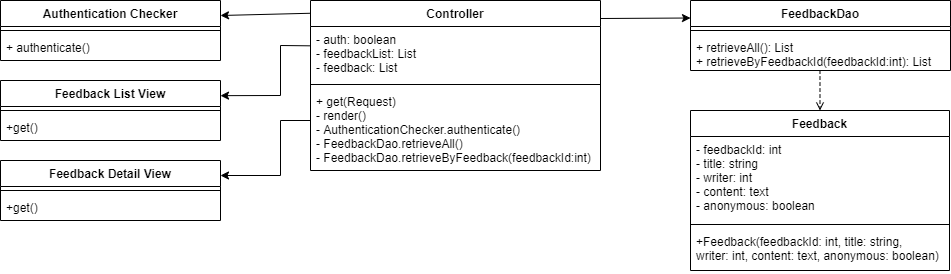 Authentication Checker
+ authenticate()
Feedback List View
+get()
Feedback Detail View
+get()
Controller
- auth: boolean
- feedbackList: List
- feedback: List
+ get(Request)
- render()
- AuthenticationChecker.authenticate()
- FeedbackDao.retrieveAll()
- FeedbackDao.retrieveByFeedback(feedbackId:int)
FeedbackDao
+ retrieveAll(): List
+ retrieveByFeedbackId(feedbackId:int): List
Feedback
- feedbackId: int
- title: string
- writer: int
- content: text
- anonymous: boolean
+Feedback(feedbackId: int, title: string,
writer: int, content: text, anonymous: boolean)